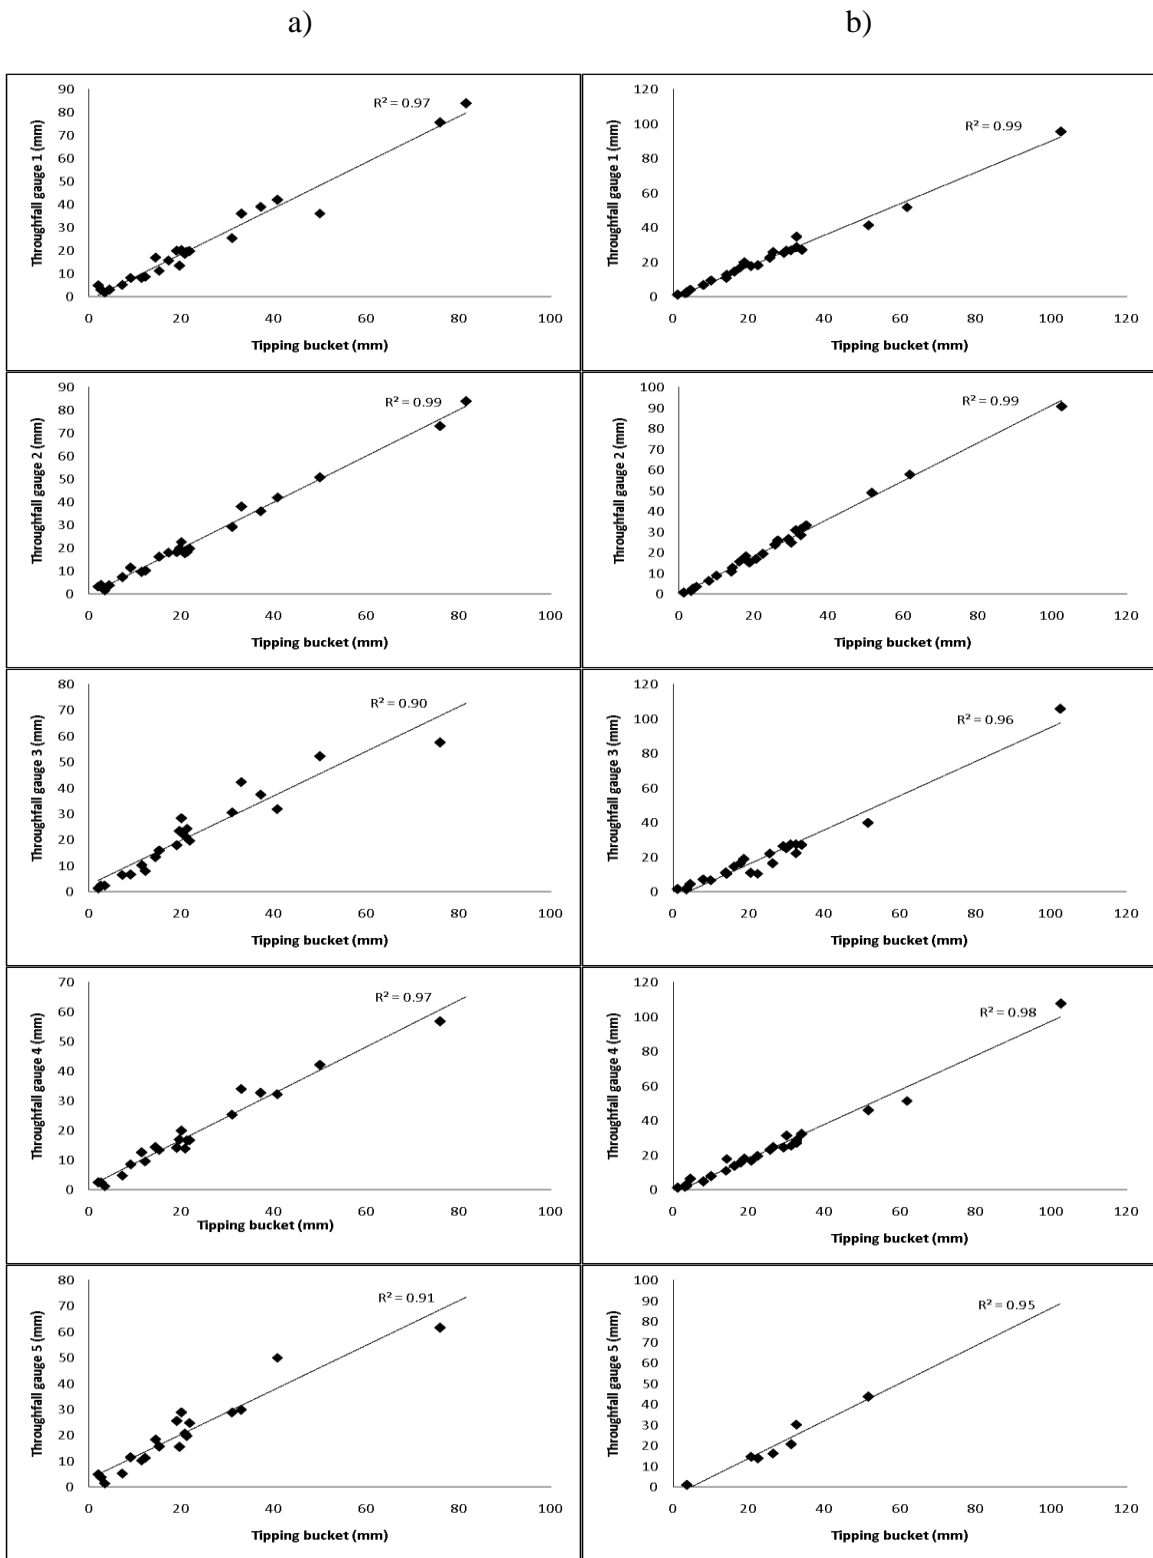 a)
b)
Throughfall gauge 1 (mm)
90
80
70
60
50
40
30
20
10
0
R² = 0.97
0 20 40 60 80 100
Tipping bucket (mm)
Throughfall gauge 1 (mm)
120
100
80
60
40
20
0
R² = 0.99
0 20 40 60 80 100 120
Tipping bucket (mm)
Throughfall gauge 2 (mm)
90
80
70
60
50
40
30
20
10
0
R² = 0.99
0 20 40 60 80 100
Tipping bucket (mm)
Throughfall gauge 2 (mm)
100
90
80
70
60
50
40
30
20
10
0
R² = 0.99
0 20 40 60 80 100 120
Tipping bucket (mm)
Throughfall gauge 3 (mm)
80
70
60
50
40
30
20
10
0
R² = 0.90
0 20 40 60 80 100
Tipping bucket (mm)
Throughfall gauge 3 (mm)
120
100
80
60
40
20
0
R² = 0.96
0 20 40 60 80 100 120
Tipping bucket (mm)
Throughfall gauge 4 (mm)
70
60
50
40
30
20
10
0
R² = 0.97
0 20 40 60 80 100
Tipping bucket (mm)
Throughfall gauge 4 (mm)
120
100
80
60
40
20
0
R² = 0.98
0 20 40 60 80 100 120
Tipping bucket (mm)
Throughfall gauge 5 (mm)
80
70
60
50
40
30
20
10
0
R² = 0.91
0 20 40 60 80 100
Tipping bucket (mm)
Throughfall gauge 5 (mm)
100
90
80
70
60
50
40
30
20
10
0
R² = 0.95
0 20 40 60 80 100 120
Tipping bucket (mm)